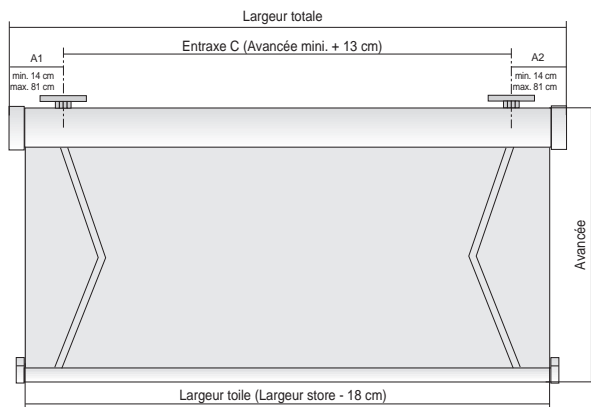 Largeur totale
Entraxe C (Avancée mini. + 13 cm)
A1
A2
min. 14 cm
max. 81 cm
min. 14 cm
max. 81 cm
Avancée
Largeur toile (Largeur store - 18 cm)